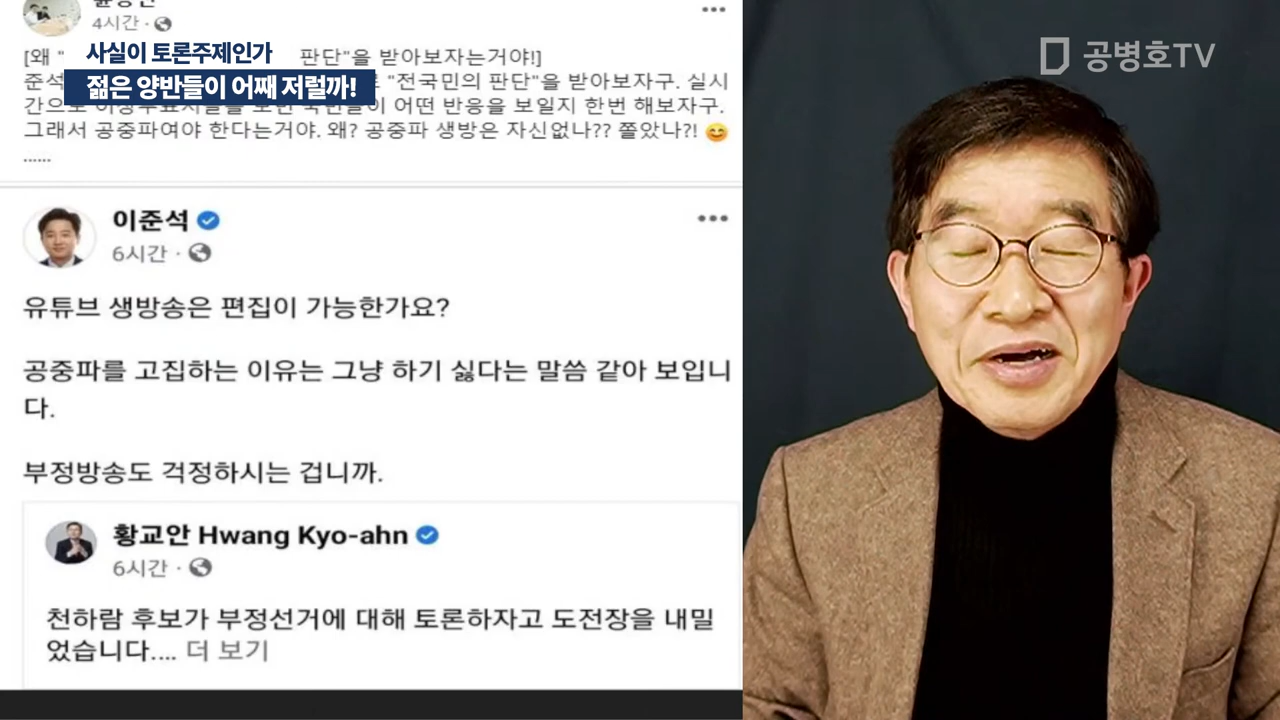 4시간
[왜 "
판단"을 받아보자는거야!]
사실이 토론주제인가
젊은 양반들이 어째 저럴까!
준석
"전국민의 판단"을 받아보자구. 실시
이 어떤 반응을 보일지 한번 해보자구.
그래서 공중파여야 한다는거야. 왜? 공중파 생방은 자신없나?? 쫄았나?! 😊
......
공병호TV
이준석
6시간 ·
유튜브 생방송은 편집이 가능한가요?
공중파를 고집하는 이유는 그냥 하기 싫다는 말씀 같아 보입니
다.
부정방송도 걱정하시는 겁니까.
황교안 Hwang Kyo-ahn
6시간 ·
천하람 후보가 부정선거에 대해 토론하자고 도전장을 내밀
었습니다.... 더 보기